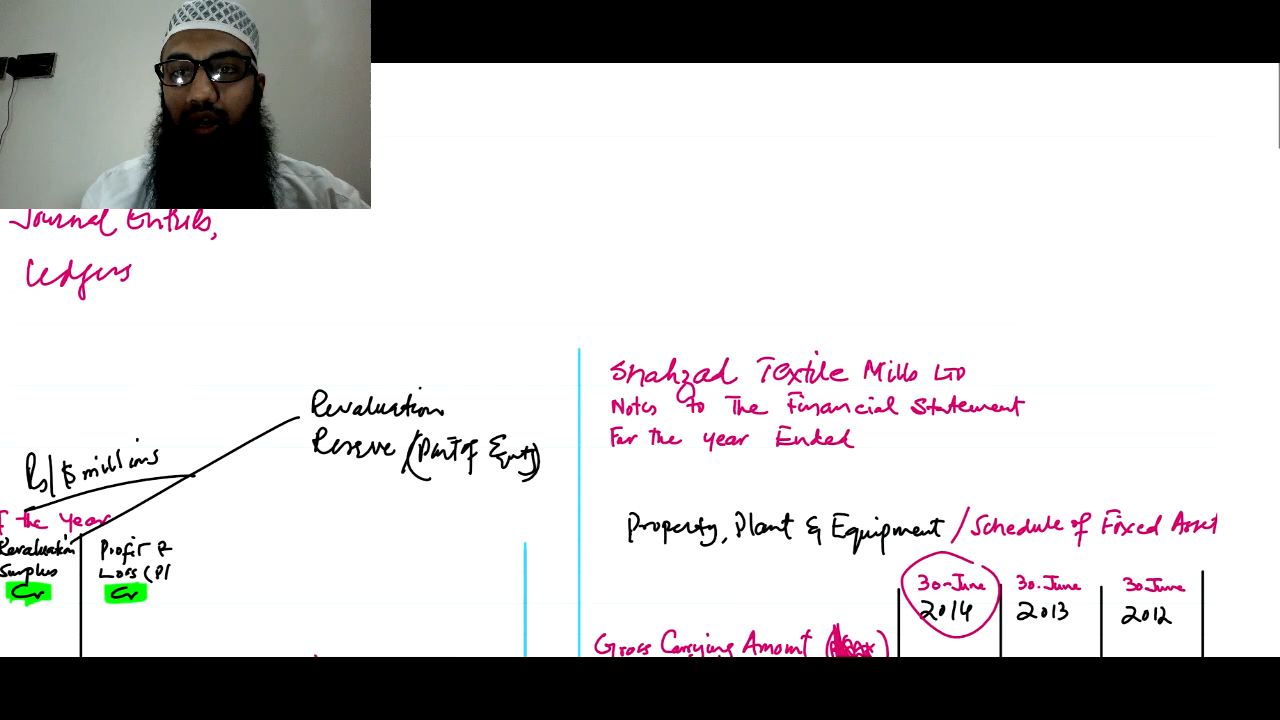 Journal Entries,
Ledgers
Revaluation
Reserve (Part of Equity)
Rs/$ millions
f the year
Revaluation
Surplus
Cr
Profit &
Loss (P/
Cr
Shahzad Textile Mills LTD
Notes to The Financial Statement
For the year Ended
Property, Plant & Equipment / Schedule of Fixed Asset
30-June
2014
30-June
2013
30-June
2012
Gross Carrying Amount